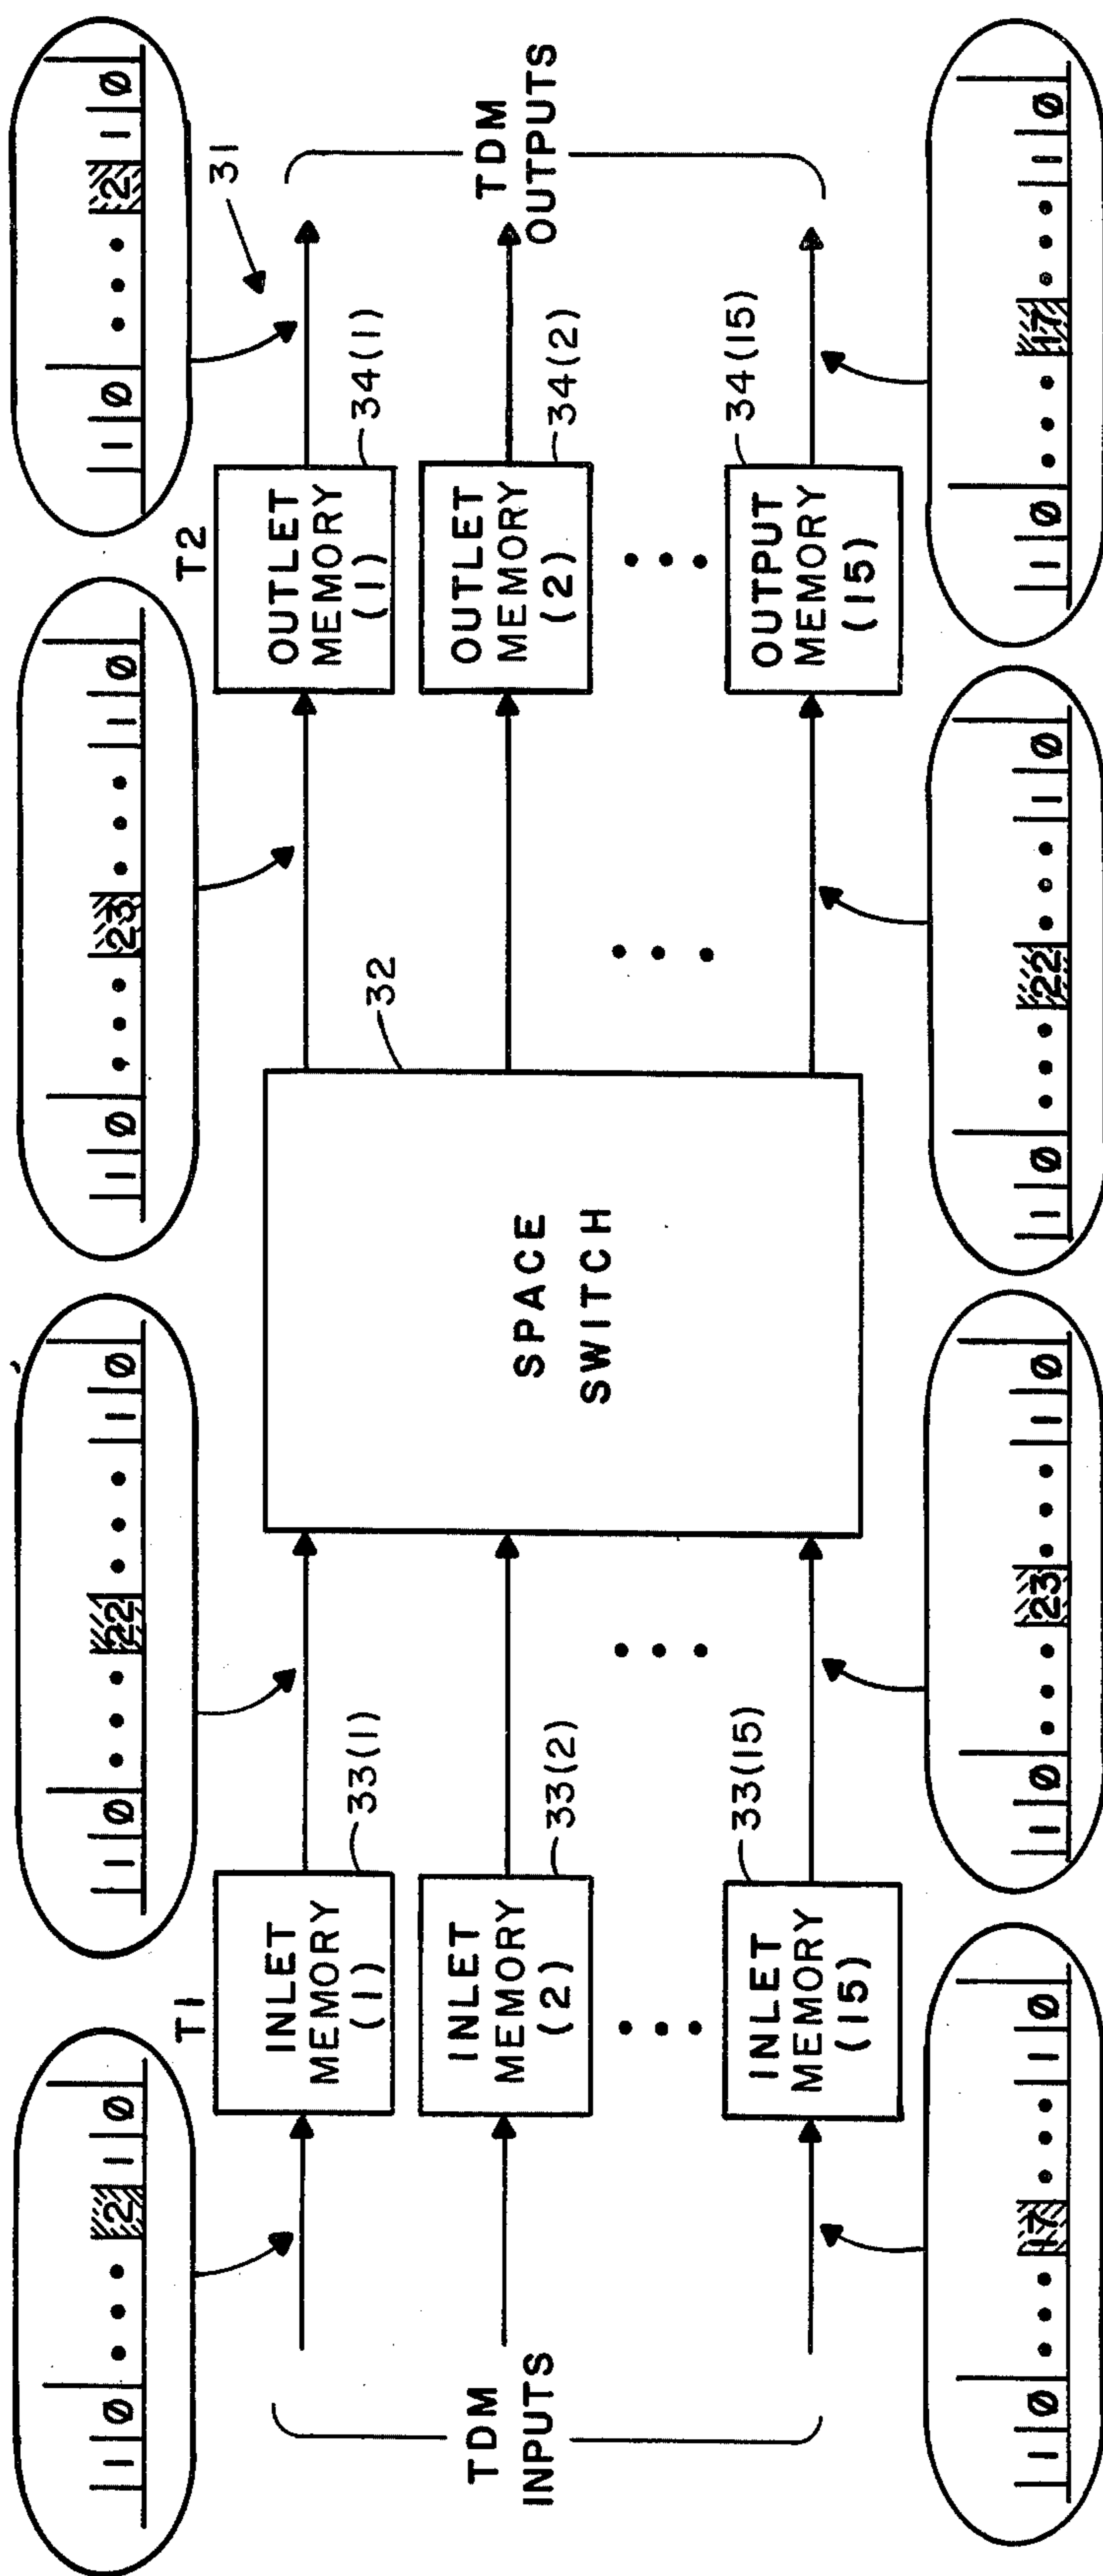 1 0 2 1 0
1 0 22 1 0
1 0 23 1 0
1 0 2 1 0
31
T1
T2
TDM
INPUTS
INLET
MEMORY
(1)
33(1)
INLET
MEMORY
(2)
33(2)
INLET
MEMORY
(15)
33(15)
SPACE
SWITCH
32
OUTLET
MEMORY
(1)
34(1)
OUTLET
MEMORY
(2)
34(2)
OUTPUT
MEMORY
(15)
34(15)
TDM
OUTPUTS
1 0 17 1 0
1 0 23 1 0
1 0 22 1 0
1 0 17 1 0